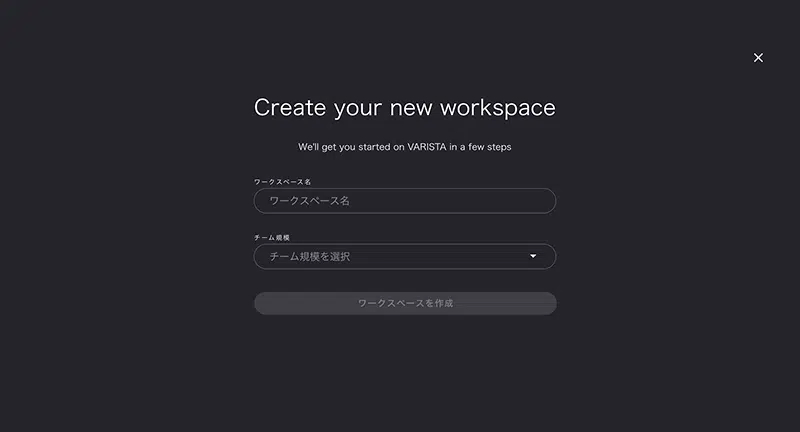 Create your new workspace
We'll get you started on VARISTA in a few steps
ワークスペース名
ワークスペース名
チーム規模
チーム規模を選択
ワークスペースを作成